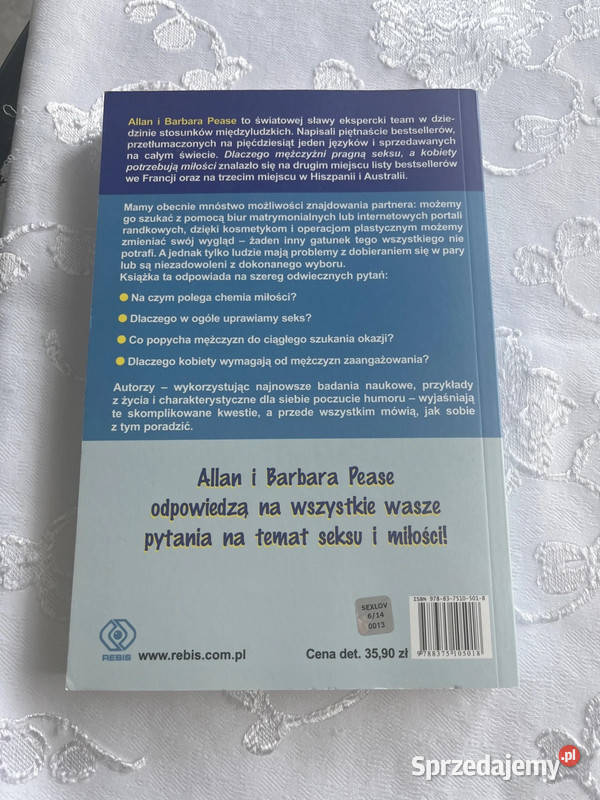 Allan i Barbara Pease to światowej sławy ekspercki team w dzie-
dzinie stosunków międzyludzkich. Napisali piętnaście bestsellerów,
przetłumaczonych na pięćdziesiąt jeden języków i sprzedawanych
na całym świecie. Dlaczego mężczyźni pragną seksu, a kobiety
potrzebują miłości znalazło się na drugim miejscu listy bestsellerów
we Francji oraz na trzecim miejscu w Hiszpanii i Australii.
Mamy obecnie mnóstwo możliwości znajdowania partnera: możemy
go szukać z pomocą biur matrymonialnych lub internetowych portali
randkowych, dzięki kosmetykom i operacjom plastycznym możemy
zmieniać swój wygląd – żaden inny gatunek tego wszystkiego nie
potrafi. A jednak tylko ludzie mają problemy z dobieraniem się w pary
lub są niezadowoleni z dokonanego wyboru.
Książka ta odpowiada na szereg odwiecznych pytań:
● Na czym polega chemia miłości?
● Dlaczego w ogóle uprawiamy seks?
● Co popycha mężczyzn do ciągłego szukania okazji?
● Dlaczego kobiety wymagają od mężczyzn zaangażowania?
Autorzy – wykorzystując najnowsze badania naukowe, przykłady
z życia i charakterystyczne dla siebie poczucie humoru – wyjaśniają
te skomplikowane kwestie, a przede wszystkim mówią, jak sobie
z tym poradzić.
Allan i Barbara Pease
odpowiedzą na wszystkie wasze
pytania na temat seksu i miłości!
SEXLOV
6/14
0013
ISBN 978-83-7510-501-8
9788375105018
REBIS
www.rebis.com.pl
Cena det. 35,90 zł
Sprzedajemy.pl